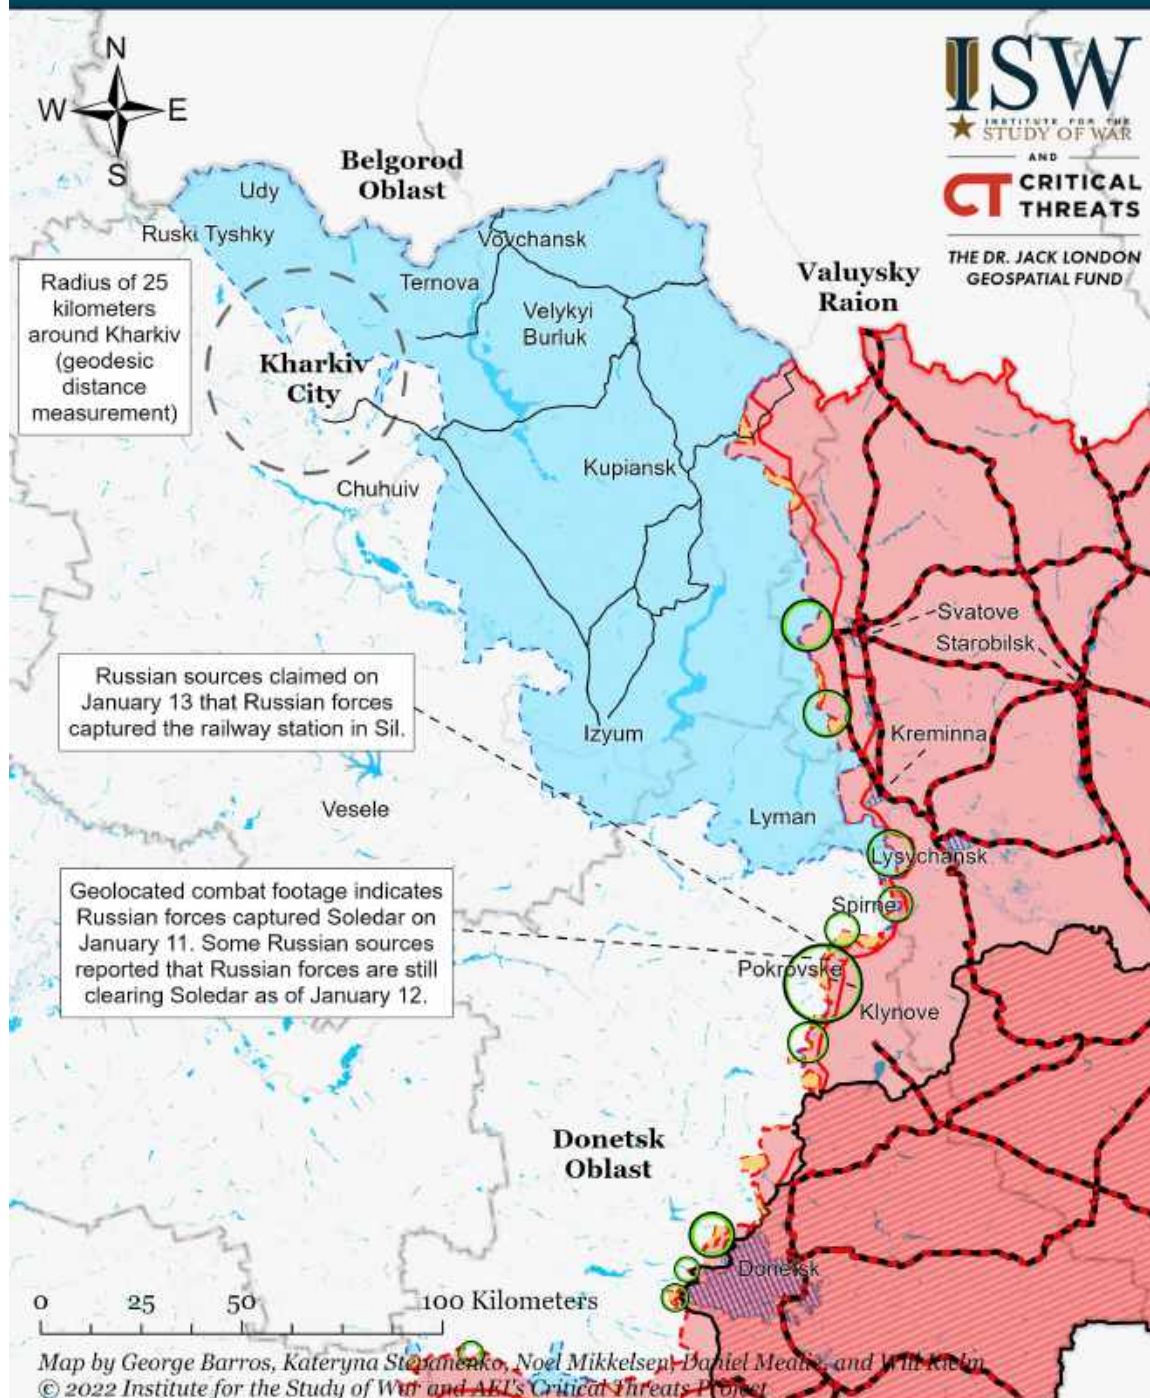 N
W E
S
ISW
INSTITUTE FOR THE
STUDY OF WAR
AND
CT CRITICAL
THREATS
THE DR. JACK LONDON
GEOSPATIAL FUND
Belgorod
Oblast
Udy
Ruski Tyshky
Vovchansk
Ternova
Valuysky
Raion
Radius of 25
kilometers
around Kharkiv
(geodesic
distance
measurement)
Velykyi
Burluk
Kharkiv
City
Kupiansk
Chuhuiv
Svatove
Starobilsk
Russian sources claimed on
January 13 that Russian forces
captured the railway station in Sil.
Izyum
Kreminna
Vesele
Lyman
Lysychansk
Geolocated combat footage indicates
Russian forces captured Soledar on
January 11. Some Russian sources
reported that Russian forces are still
clearing Soledar as of January 12.
Spirne
Pokrovske
Klynove
Donetsk
Oblast
Donetsk
0 25 50 100 Kilometers
Map by George Barros, Kateryna Stepanenko, Noel Mikkelsen, Daniel Mealie, and Will Kielm
© 2022 Institute for the Study of War and AEI's Critical Threats Project